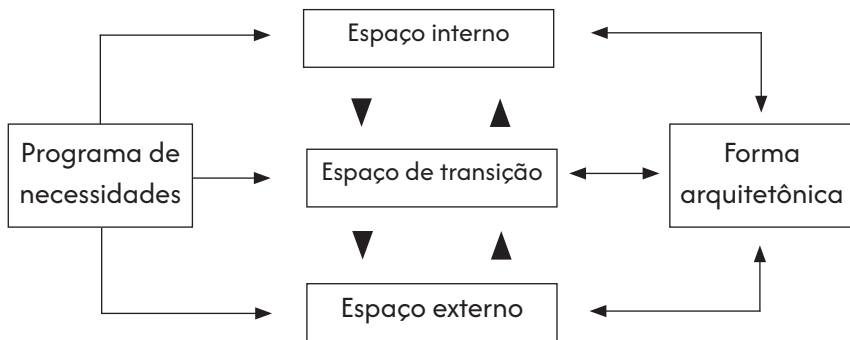 Espaço interno
Programa de
necessidades
Espaço de transição
Forma
arquitetônica
Espaço externo